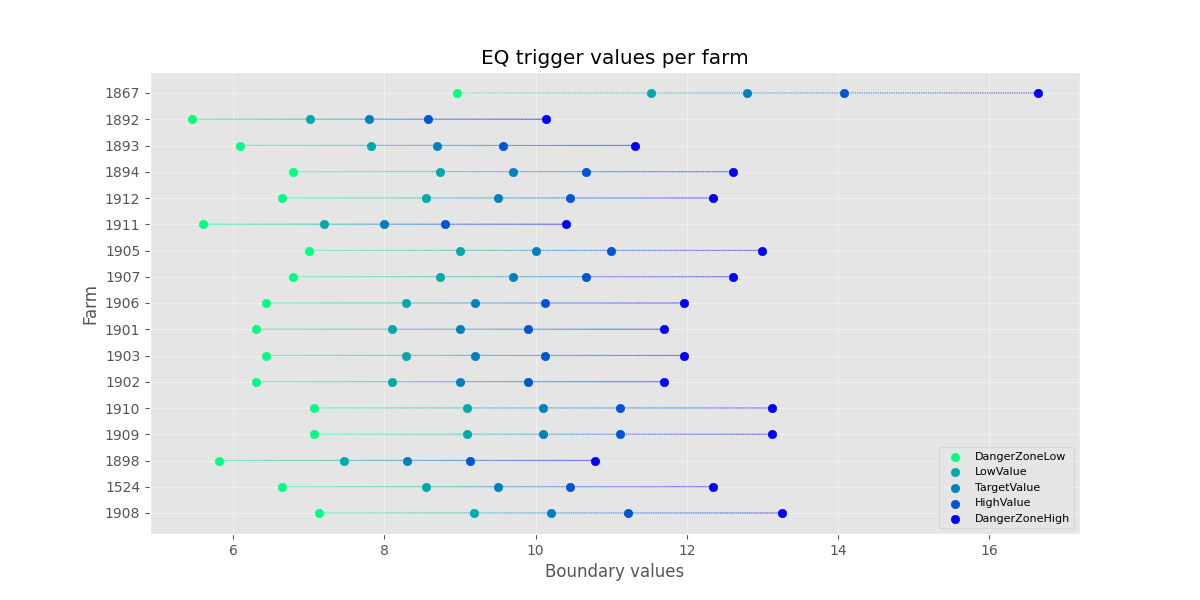 EQ trigger values per farm
Farm
1867
1892
1893
1894
1912
1911
1905
1907
1906
1901
1903
1902
1910
1909
1898
1524
1908
DangerZoneLow
LowValue
TargetValue
HighValue
DangerZoneHigh
6 8 10 12 14 16
Boundary values